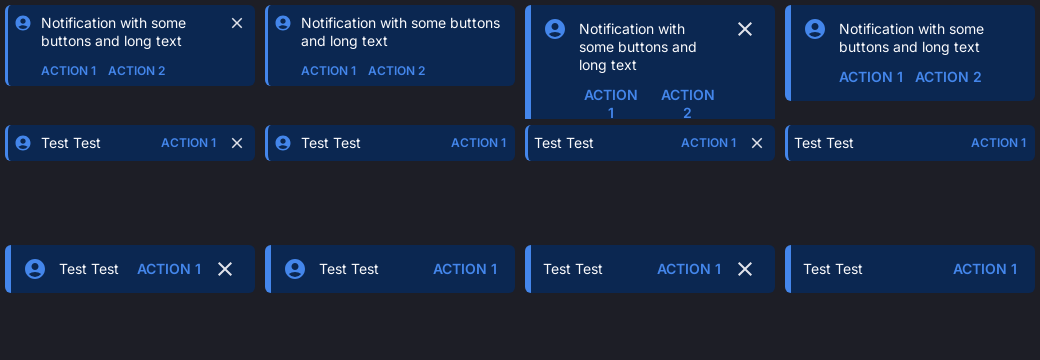 Notification with some
buttons and long text
ACTION 1 ACTION 2
Notification with some buttons
and long text
ACTION 1 ACTION 2
Notification with
some buttons and
long text
ACTION
1
ACTION
2
Notification with some
buttons and long text
ACTION 1 ACTION 2
Test Test ACTION 1
Test Test ACTION 1
Test Test ACTION 1
Test Test ACTION 1
Test Test ACTION 1
Test Test ACTION 1
Test Test ACTION 1
Test Test ACTION 1